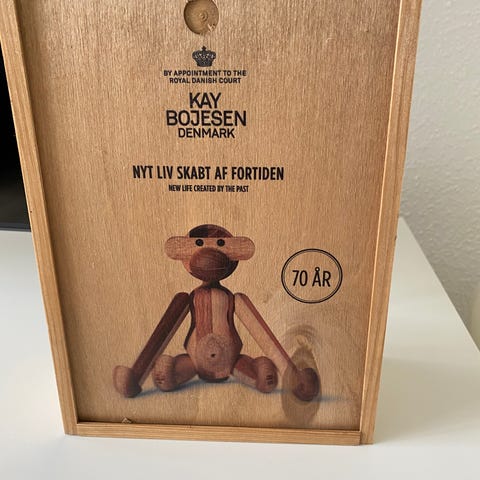 BY APPOINTMENT TO THE
ROYAL DANISH COURT
KAY
BOJESEN
DENMARK
NYT LIV SKABT AF FORTIDEN
NEW LIFE CREATED BY THE PAST
70 ÅR